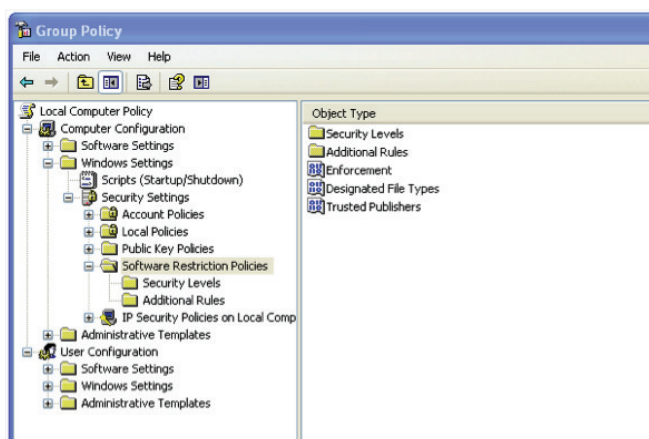 Group Policy
File Action View Help
Local Computer Policy
Computer Configuration
Software Settings
Windows Settings
Scripts (Startup/Shutdown)
Security Settings
Account Policies
Local Policies
Public Key Policies
Software Restriction Policies
Security Levels
Additional Rules
IP Security Policies on Local Comp
Administrative Templates
User Configuration
Software Settings
Windows Settings
Administrative Templates
Object Type
Security Levels
Additional Rules
Enforcement
Designated File Types
Trusted Publishers